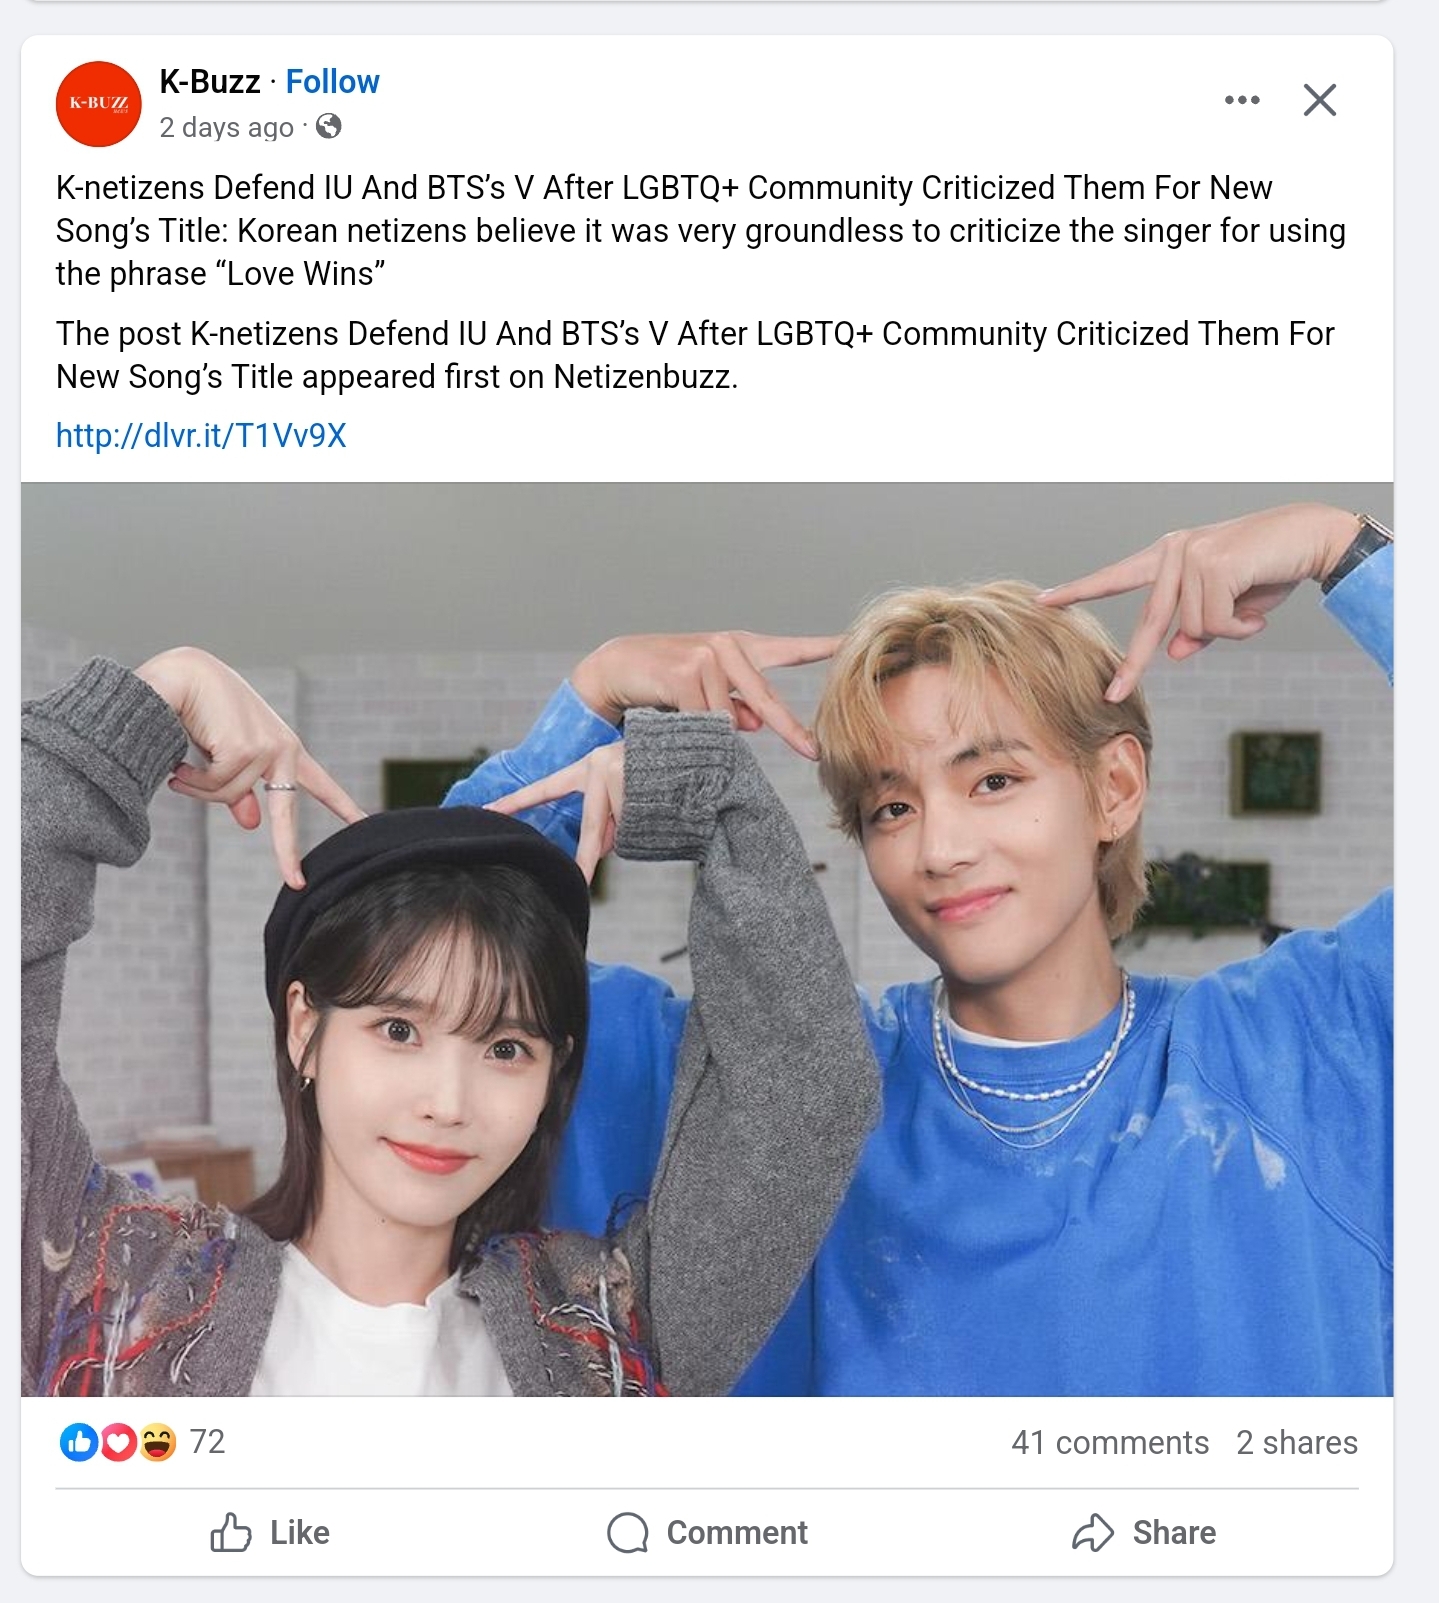 K-BUZZ
K-Buzz · Follow
2 days ago ·
K-netizens Defend IU And BTS’s V After LGBTQ+ Community Criticized Them For New
Song’s Title: Korean netizens believe it was very groundless to criticize the singer for using
the phrase “Love Wins”
The post K-netizens Defend IU And BTS’s V After LGBTQ+ Community Criticized Them For
New Song’s Title appeared first on Netizenbuzz.
http://dlvr.it/T1Vv9X
72
41 comments 2 shares
Like Comment Share